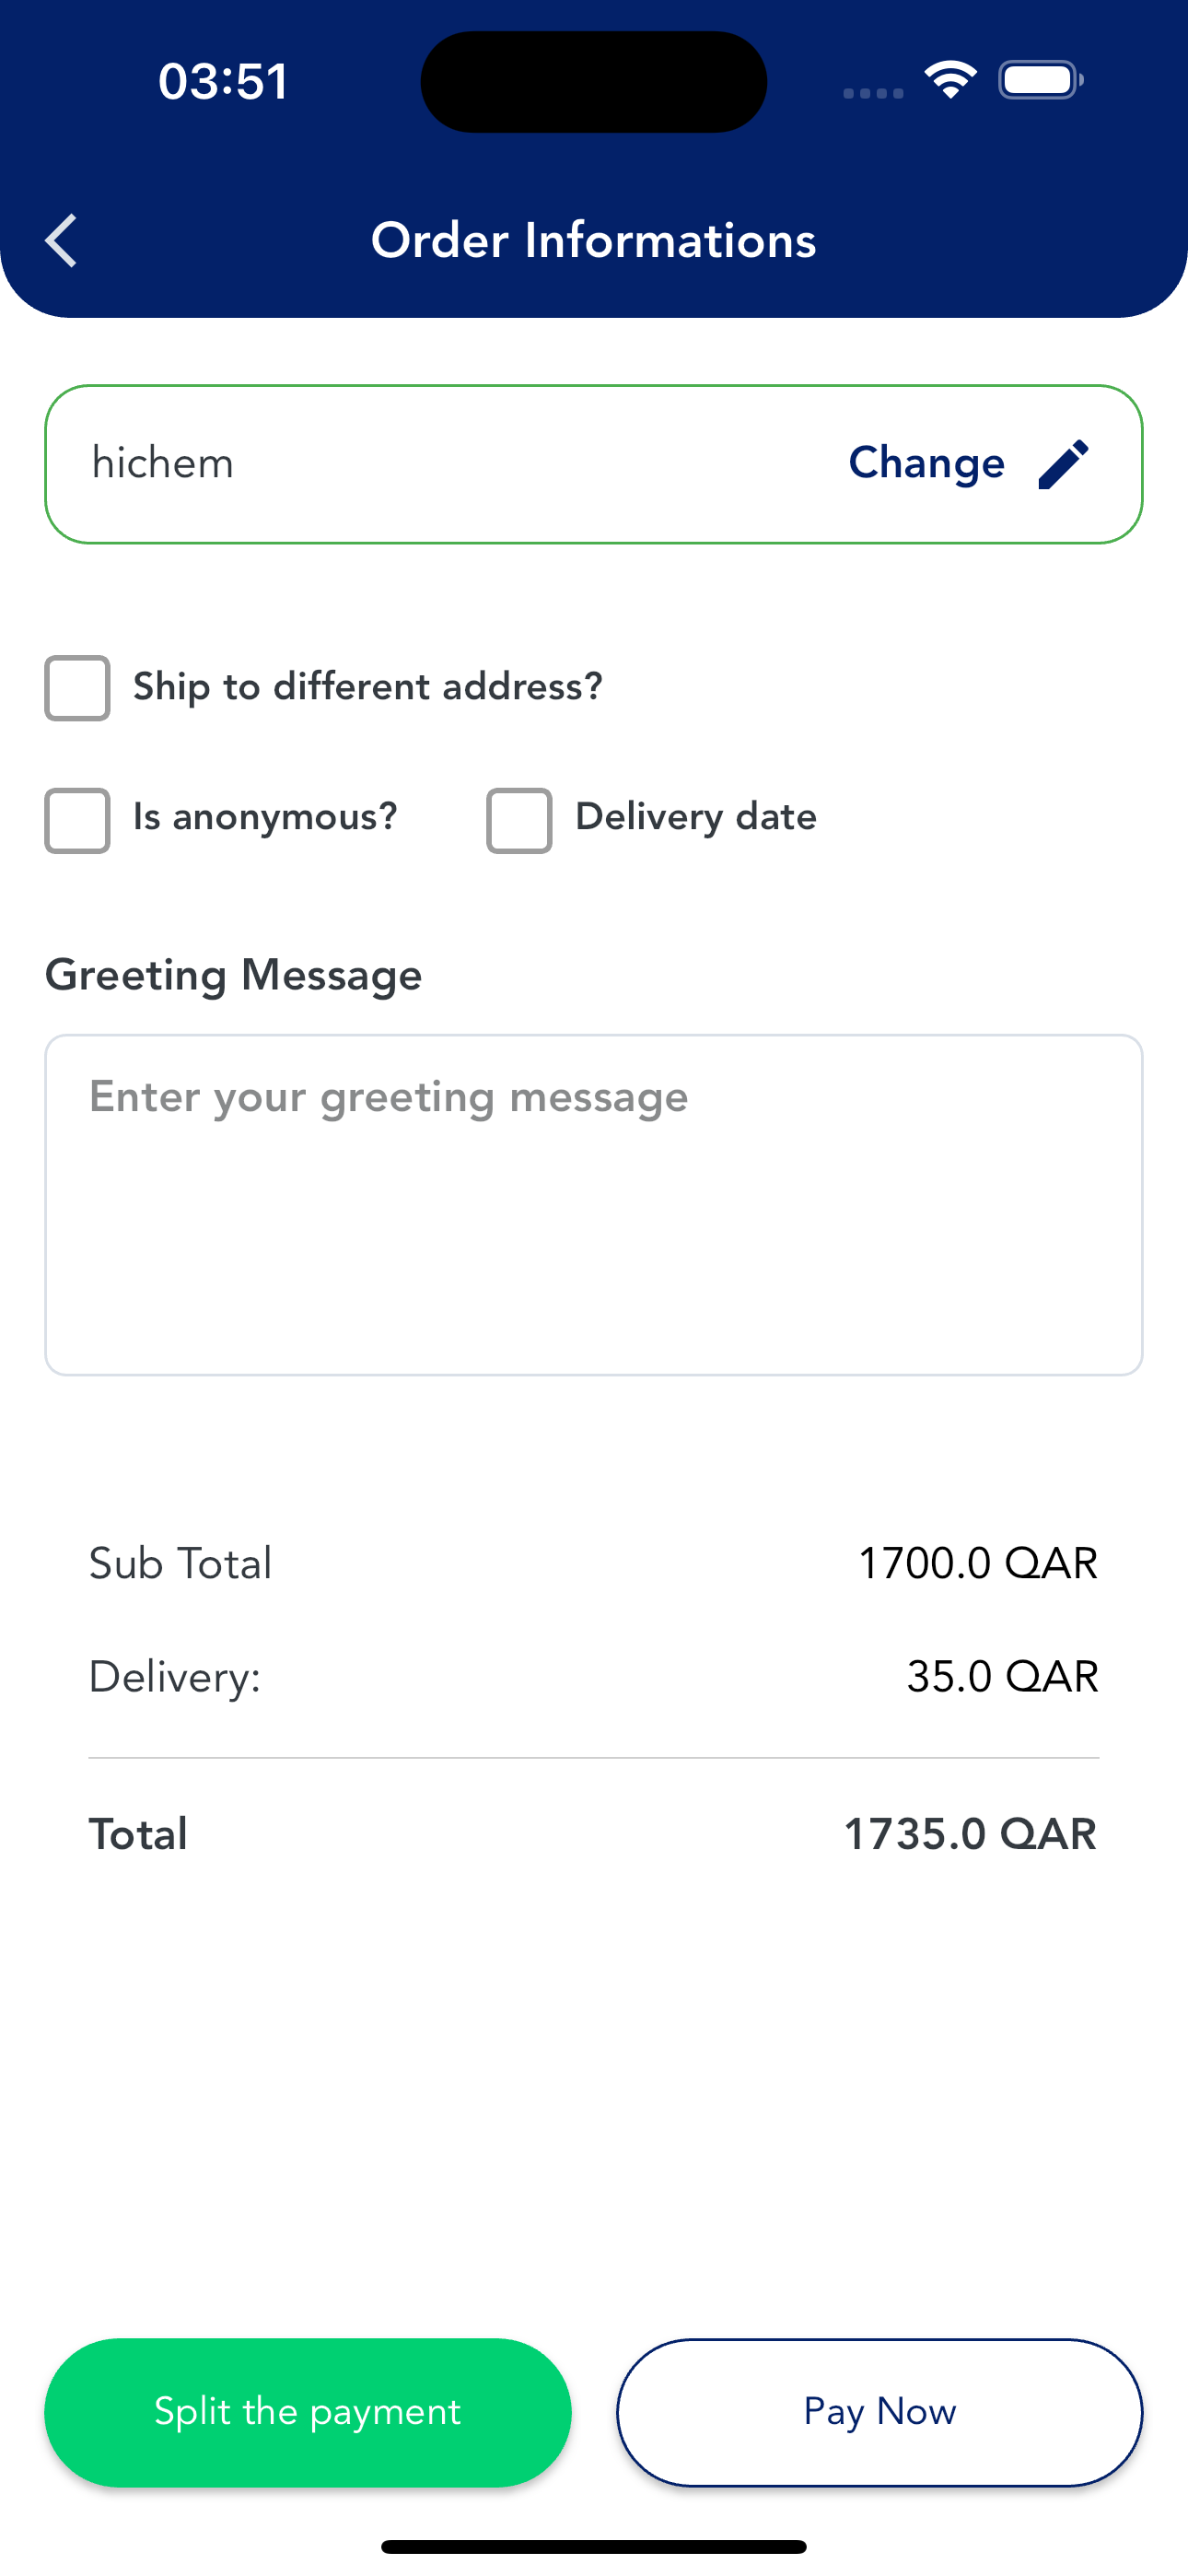 03:51
Order Informations
hichem Change
Ship to different address?
Is anonymous? Delivery date
Greeting Message
Enter your greeting message
Sub Total 1700.0 QAR
Delivery: 35.0 QAR
Total 1735.0 QAR
Split the payment Pay Now